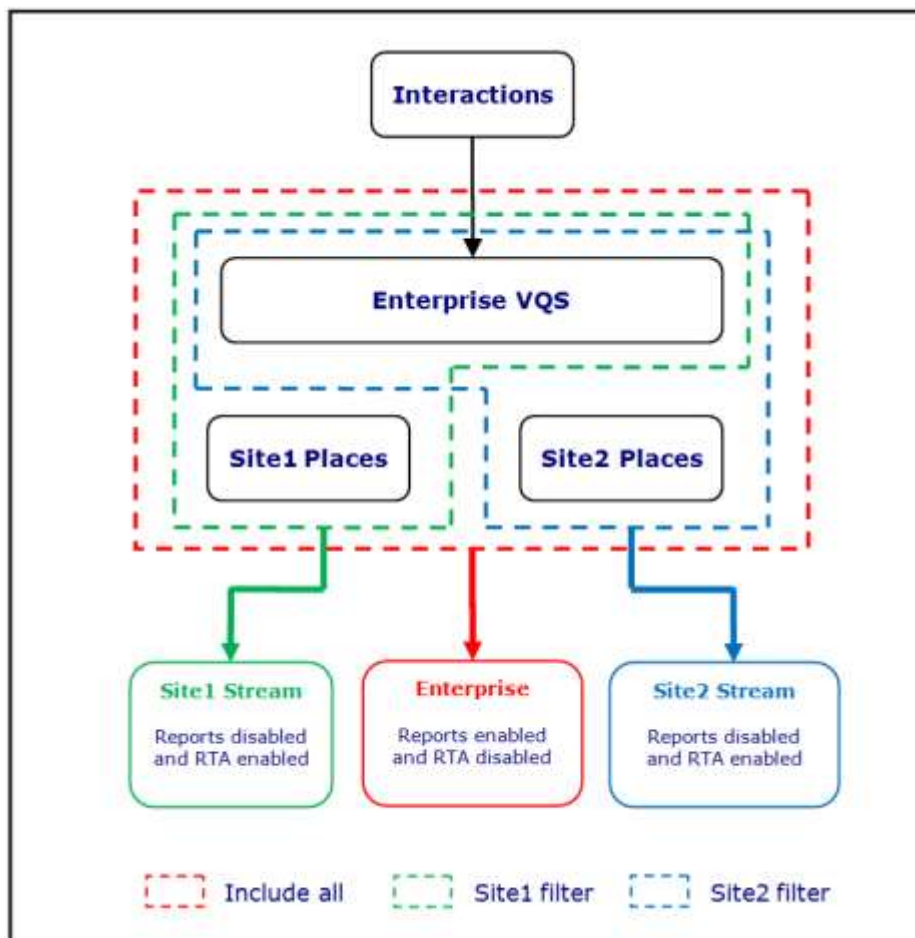 Interactions
Enterprise VQS
Site1 Places
Site2 Places
Site1 Stream
Reports disabled
and RTA enabled
Enterprise
Reports enabled
and RTA disabled
Site2 Stream
Reports disabled
and RTA enabled
Include all
Site1 filter
Site2 filter